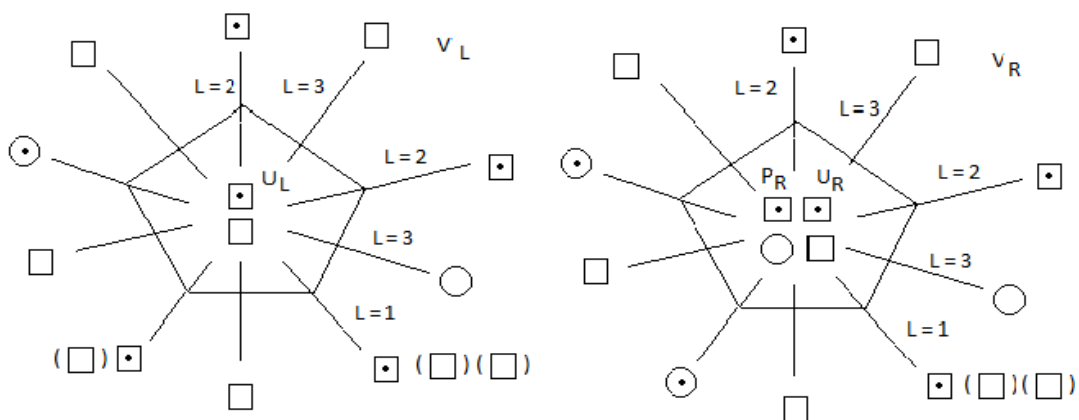 V L
L = 2
L = 3
L = 2
U L
L = 3
L = 1
V R
L = 2
L = 3
P R
U R
L = 2
L = 3
L = 1